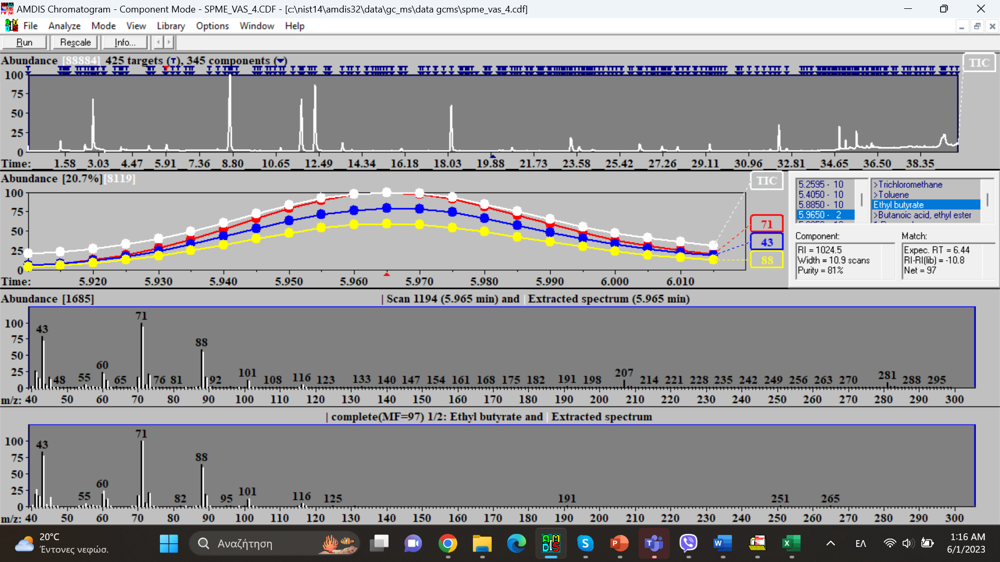 AMDIS Chromatogram - Component Mode - SPME_VAS_4.CDF - [c:\nist14\amdis32\data\gc_ms\data gcms\spme_vas_4.cdf]
File Analyze Mode View Library Options Window Help
Run Rescale Info...
Abundance [88884] 425 targets (T), 345 components (▼)
TIC
100
75
50
25
0
Time: 1.58 3.03 4.47 5.91 7.36 8.80 10.65 12.49 14.34 16.18 18.03 19.88 21.73 23.58 25.42 27.26 29.11 30.96 32.81 34.65 36.50 38.35
Abundance [20.7%][8119]
TIC
100
75
50
25
0
71
43
88
Time: 5.920 5.930 5.940 5.950 5.960 5.970 5.980 5.990 6.000 6.010
5.2595 - 10
5.4050 - 10
5.8850 - 10
5.9650 - 2
>Trichloromethane
>Toluene
Ethyl butyrate
>Butanoic acid, ethyl ester
Component:
RI = 1024.5
Width = 10.9 scans
Purity = 81%
Match:
Expec. RT = 6.44
RI-RI(lib) = -10.8
Net = 97
Abundance [1685] | Scan 1194 (5.965 min) and | Extracted spectrum (5.965 min)
100
75
50
25
0
43 48 55 60 65 71 76 81 88 92 101 108 116 123 133 140 147 154 161 168 175 182 191 198 207 214 221 228 235 242 249 256 263 270 281 288 295
m/z: 40 50 60 70 80 90 100 110 120 130 140 150 160 170 180 190 200 210 220 230 240 250 260 270 280 290 300
| complete(MF=97) 1/2: Ethyl butyrate and | Extracted spectrum
100
75
50
25
0
43 55 60 71 82 88 95 101 116 125 191 251 265
m/z: 40 50 60 70 80 90 100 110 120 130 140 150 160 170 180 190 200 210 220 230 240 250 260 270 280 290 300
20°C
Έντονες νεφώσ.
Αναζήτηση
ΕΛ
1:16 AM
6/1/2023